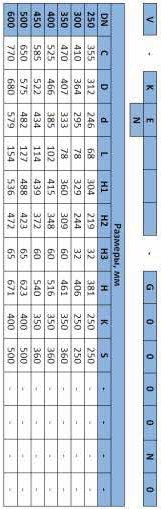 V - K E - G 0 0 0 0 N 0
N
Размеры, мм
DN C D d L H1 H2 H3 H K S - - - -
250 355 312 246 68 304 219 32 381 250 250 - - - -
300 410 364 295 78 329 244 32 406 250 250 - - - -
350 470 407 333 78 360 309 60 461 350 360 - - - -
400 525 466 385 114 415 348 60 516 350 360 - - - -
450 585 522 434 114 439 372 60 540 350 360 - - - -
500 650 575 482 127 488 423 65 623 400 500 - - - -
600 770 680 579 154 536 472 65 671 400 500 - - - -